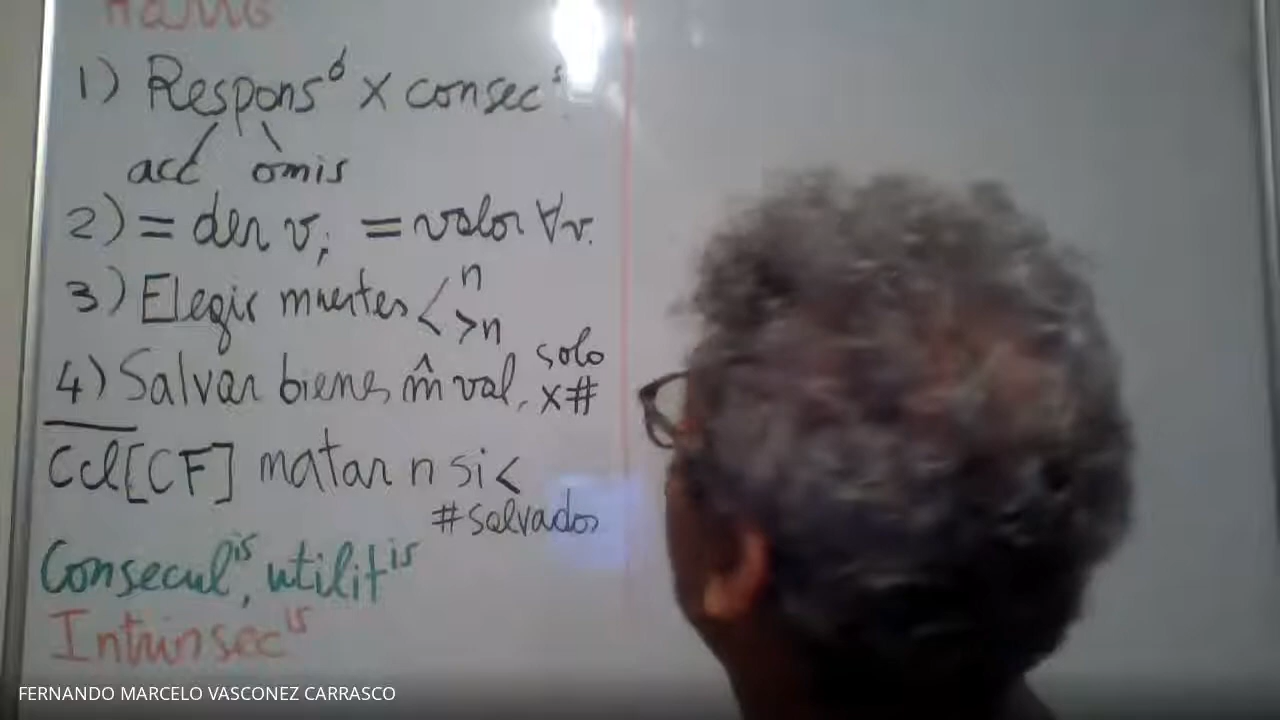 1) Respons^d x consec^s
acc omis
2) = der v; = valor ∀v.
3) Elegir muertes < n
>n
4) Salvar bienes m̂ val, solo
x#
Ccl[CF] matar n si <
#salvados
Consecul^is, utilit^is
Intrinsec^is
FERNANDO MARCELO VASCONEZ CARRASCO